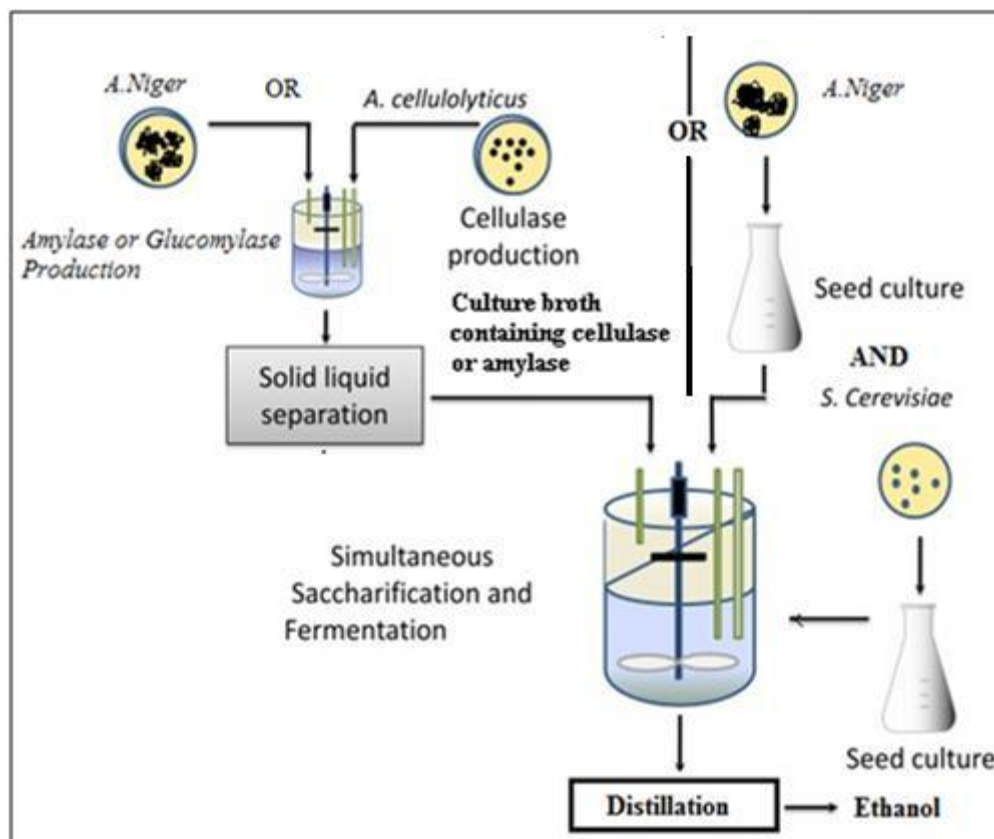 A.Niger
OR
A. cellulolyticus
Amylase or Glucomylase
Production
Cellulase
production
Culture broth
containing cellulase
or amylase
Solid liquid
separation
OR
A.Niger
Seed culture
AND
S. Cerevisiae
Simultaneous
Saccharification and
Fermentation
Seed culture
Distillation
Ethanol